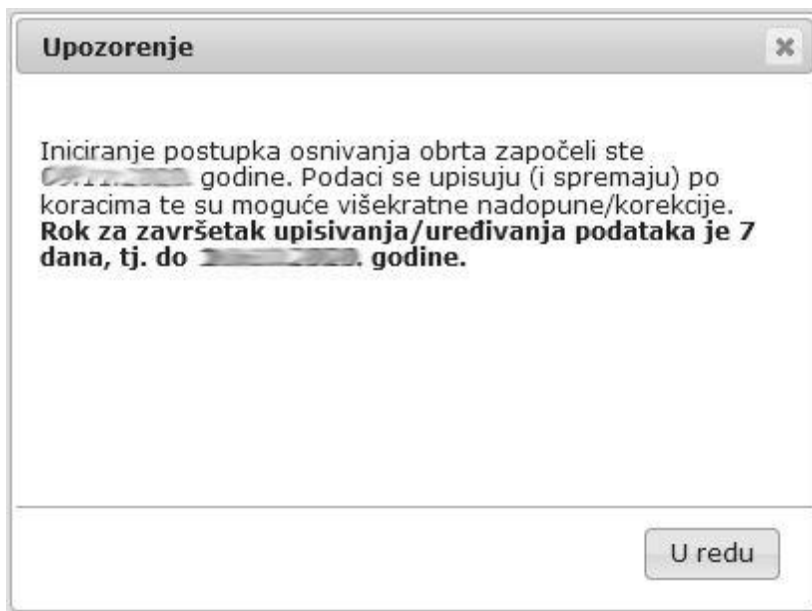 Upozorenje
Iniciranje postupka osnivanja obrta započeli ste
godine. Podaci se upisuju (i spremaju) po
koracima te su moguće višekratne nadopune/korekcije.
Rok za završetak upisivanja/uređivanja podataka je 7
dana, tj. do godine.
U redu